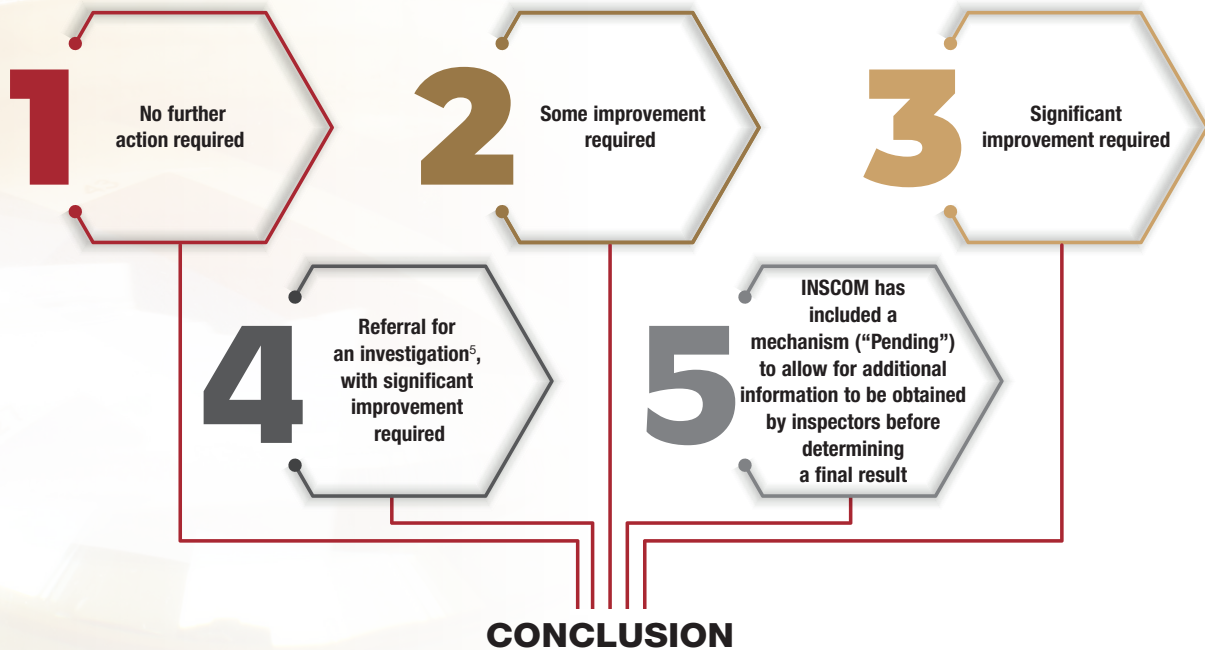 1
No further
action required
2
Some improvement
required
3
Significant
improvement required
4
Referral for
an investigation⁵,
with significant
improvement
required
5
INSCOM has
included a
mechanism (“Pending”)
to allow for additional
information to be obtained
by inspectors before
determining
a final result
CONCLUSION